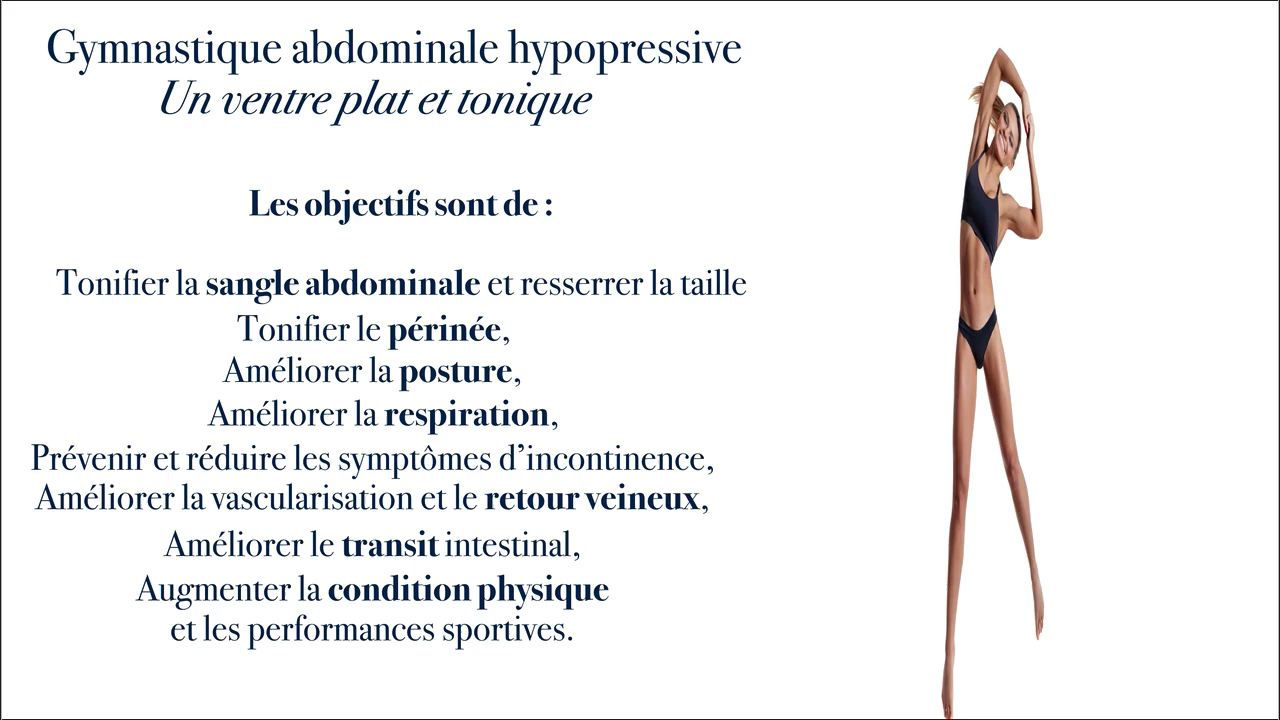 Gymnastique abdominale hypopressive
Un ventre plat et tonique
Les objectifs sont de :
Tonifier la sangle abdominale et resserrer la taille
Tonifier le périnée,
Améliorer la posture,
Améliorer la respiration,
Prévenir et réduire les symptômes d’incontinence,
Améliorer la vascularisation et le retour veineux,
Améliorer le transit intestinal,
Augmenter la condition physique
et les performances sportives.